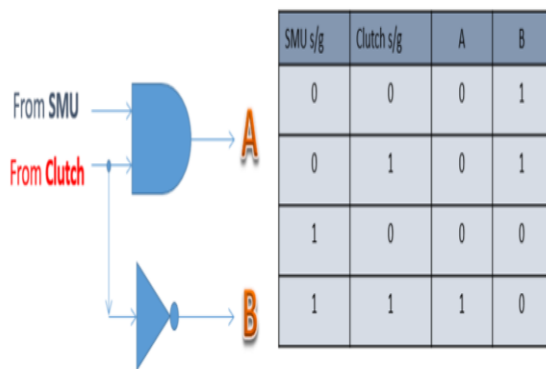 From SMU
From Clutch
A
B
SMU s/g Clutch s/g A B
0 0 0 1
0 1 0 1
1 0 0 0
1 1 1 0